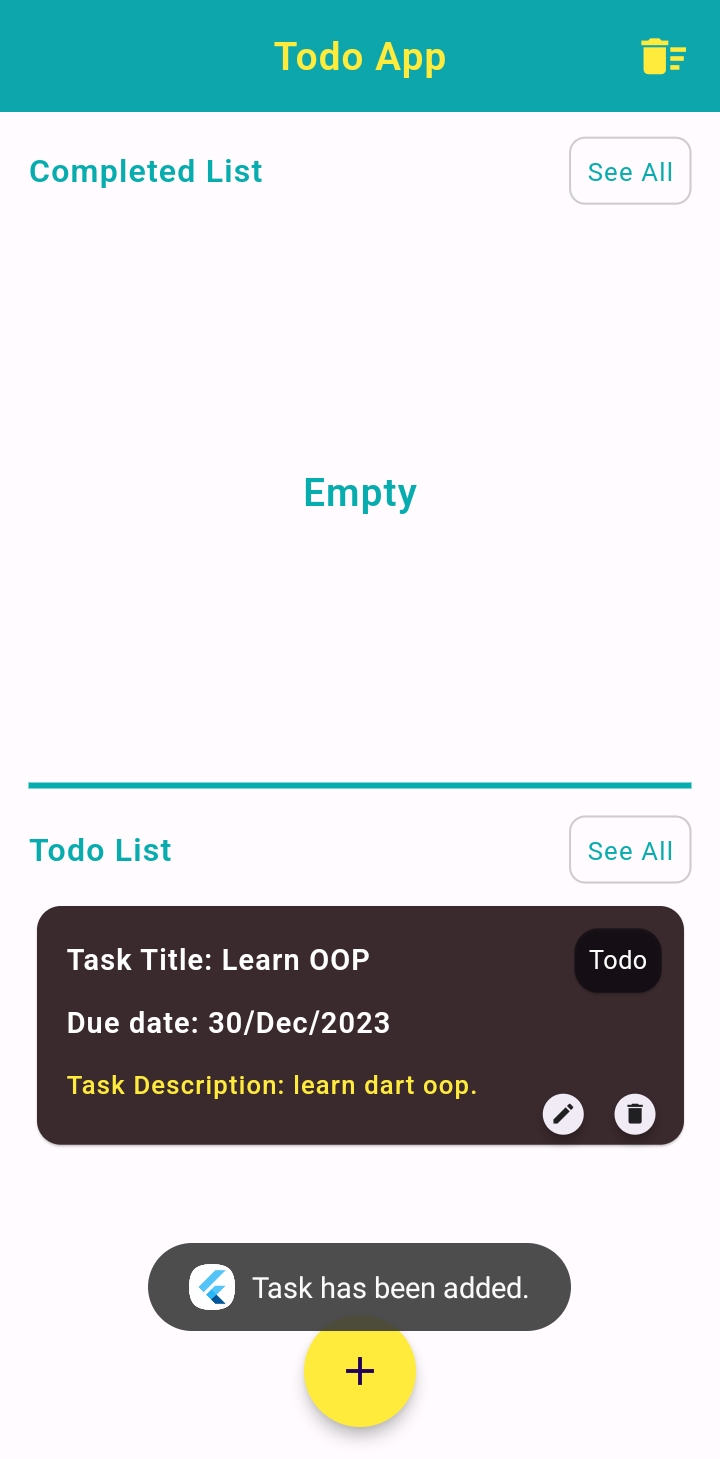 Todo App
Completed List
See All
Empty
Todo List
See All
Task Title: Learn OOP
Todo
Due date: 30/Dec/2023
Task Description: learn dart oop.
Task has been added.